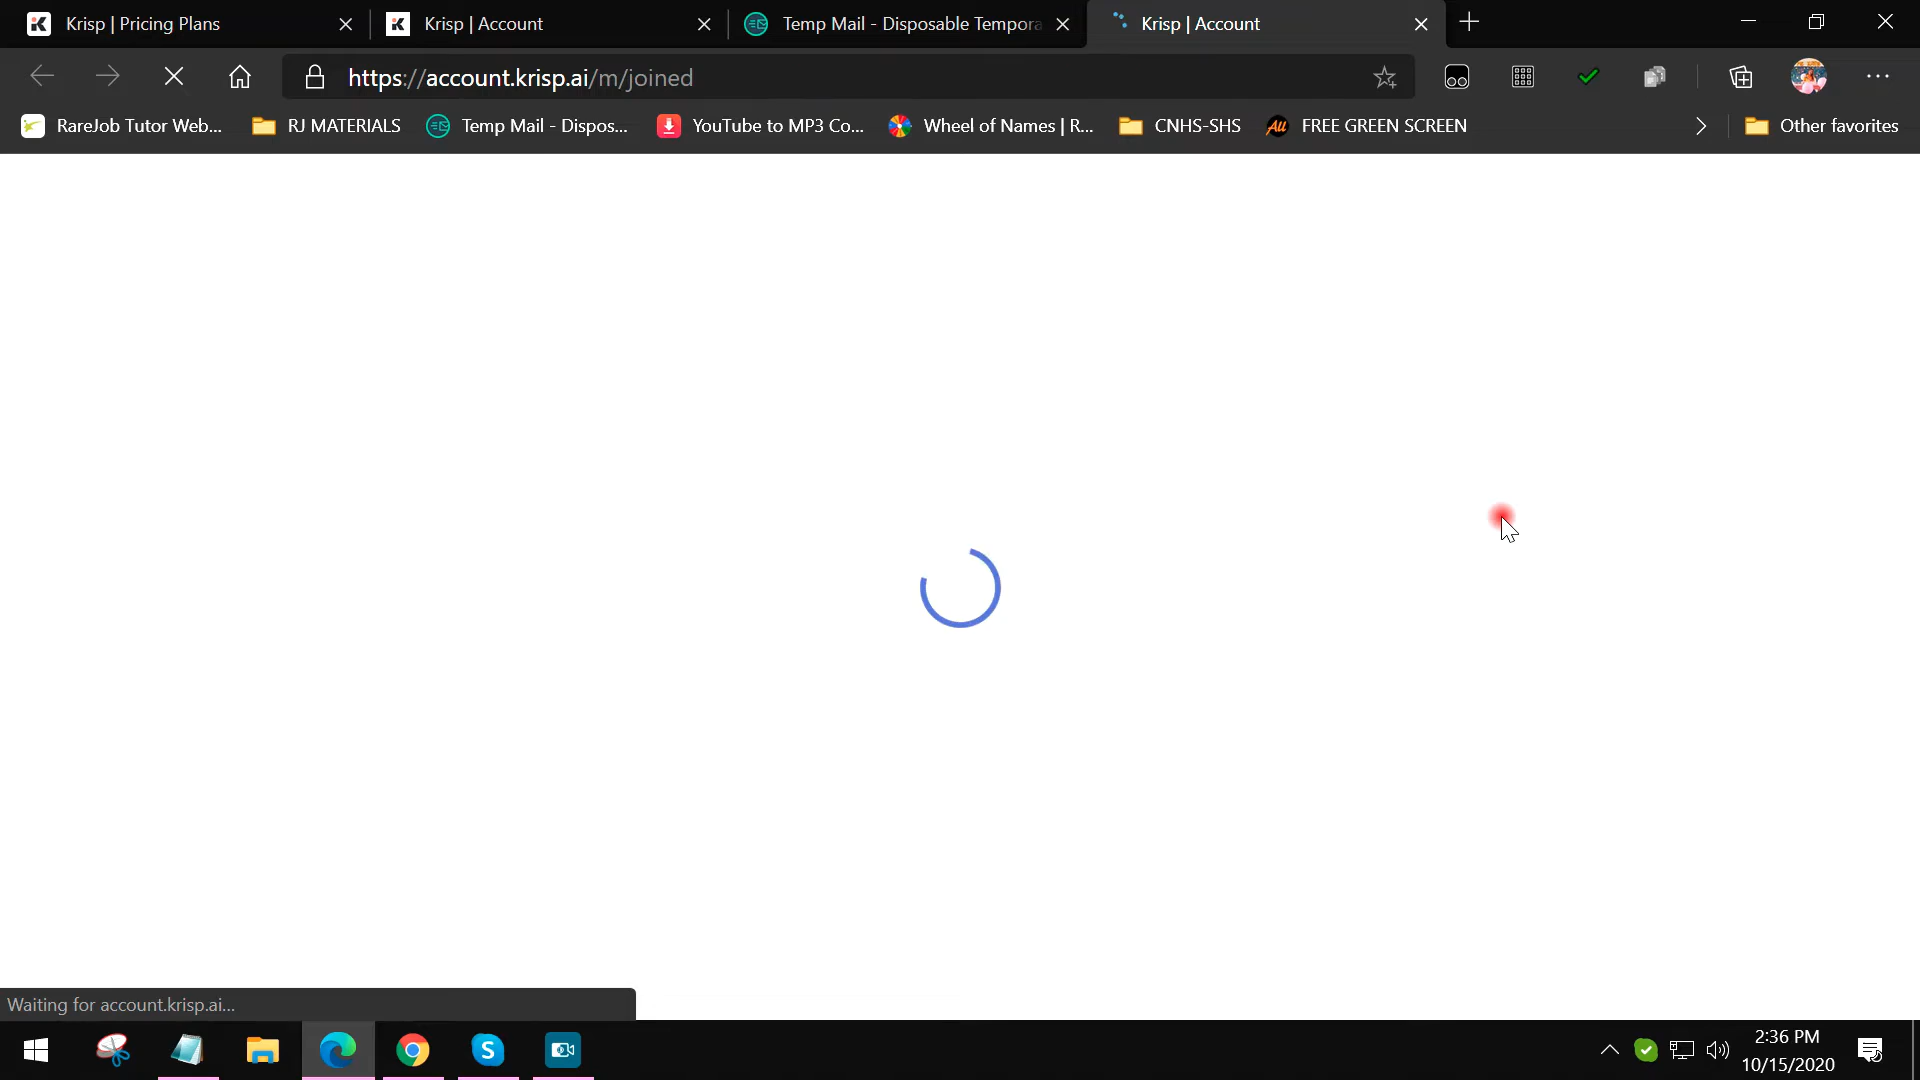 Krisp | Pricing Plans
Krisp | Account
Temp Mail - Disposable Tempora
Krisp | Account
https://account.krisp.ai/m/joined
RareJob Tutor Web...
RJ MATERIALS
Temp Mail - Dispos...
YouTube to MP3 Co...
Wheel of Names | R...
CNHS-SHS
FREE GREEN SCREEN
Other favorites
Waiting for account.krisp.ai...
2:36 PM
10/15/2020